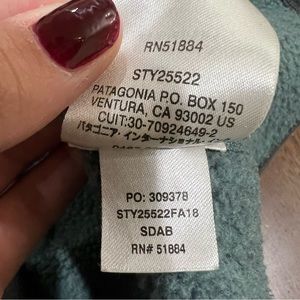 RN51884
STY25522
PATAGONIA P.O. BOX 150
VENTURA, CA 93002 US
CUIT:30-70924649-2
パタゴニア・インターナショナル・
PO: 309378
STY25522FA18
SDAB
RN# 51884